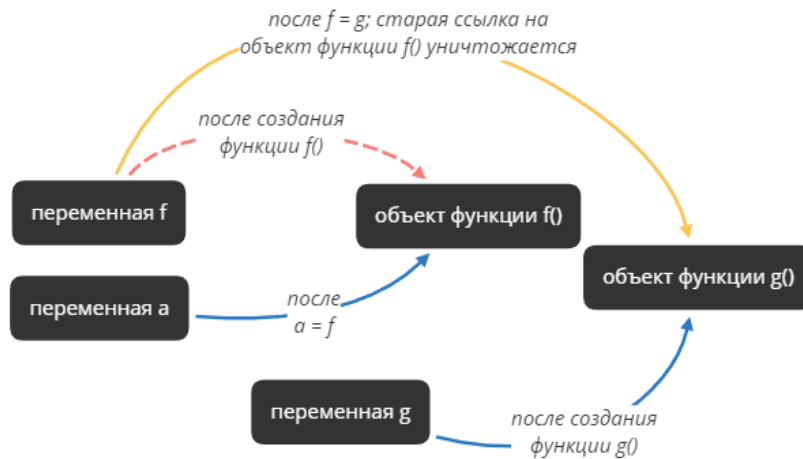 после f = g; старая ссылка на
объект функции f() уничтожается
после создания
функции f()
переменная f
объект функции f()
объект функции g()
переменная a
после
a = f
переменная g
после создания
функции g()